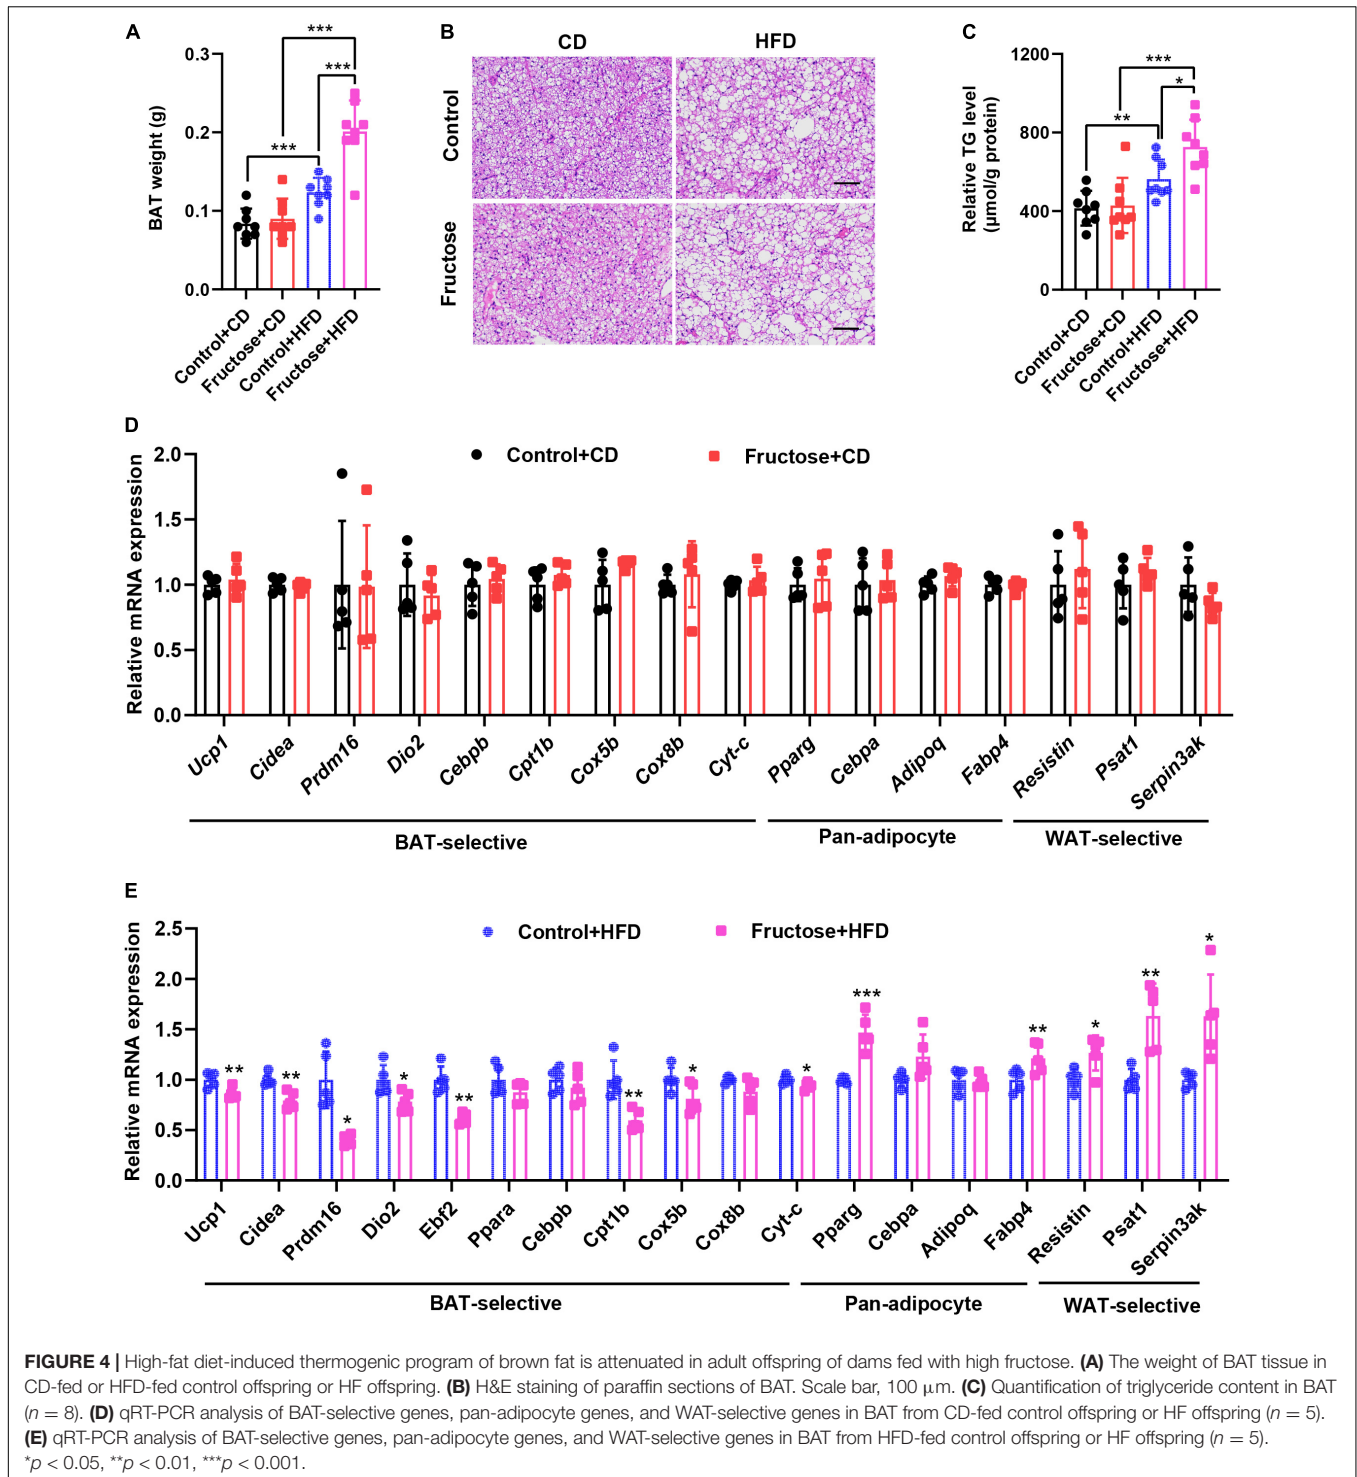 A
BAT weight (g)
0.3
0.2
0.1
0.0
***
***
***
Control+CD
Fructose+CD
Control+HFD
Fructose+HFD
B
CD
HFD
Control
Fructose
C
Relative TG level
(μmol/g protein)
1200
800
400
0
***
*
**
Control+CD
Fructose+CD
Control+HFD
Fructose+HFD
D
Relative mRNA expression
2.0
1.5
1.0
0.5
0.0
Control+CD
Fructose+CD
Ucp1
Cidea
Prdm16
Dio2
Cebpb
Cpt1b
Cox5b
Cox8b
Cyt-c
Pparg
Cebpa
Adipoq
Fabp4
Resistin
Psat1
Serpin3ak
BAT-selective
Pan-adipocyte
WAT-selective
E
Relative mRNA expression
2.5
2.0
1.5
1.0
0.5
0.0
Control+HFD
Fructose+HFD
**
**
*
*
**
**
*
*
***
**
*
**
*
Ucp1
Cidea
Prdm16
Dio2
Ebf2
Ppara
Cebpb
Cpt1b
Cox5b
Cox8b
Cyt-c
Pparg
Cebpa
Adipoq
Fabp4
Resistin
Psat1
Serpin3ak
BAT-selective
Pan-adipocyte
WAT-selective
FIGURE 4 | High-fat diet-induced thermogenic program of brown fat is attenuated in adult offspring of dams fed with high fructose. (A) The weight of BAT tissue in
CD-fed or HFD-fed control offspring or HF offspring. (B) H&E staining of paraffin sections of BAT. Scale bar, 100 μm. (C) Quantification of triglyceride content in BAT
(n = 8). (D) qRT-PCR analysis of BAT-selective genes, pan-adipocyte genes, and WAT-selective genes in BAT from CD-fed control offspring or HF offspring (n = 5).
(E) qRT-PCR analysis of BAT-selective genes, pan-adipocyte genes, and WAT-selective genes in BAT from HFD-fed control offspring or HF offspring (n = 5).
*p < 0.05, **p < 0.01, ***p < 0.001.